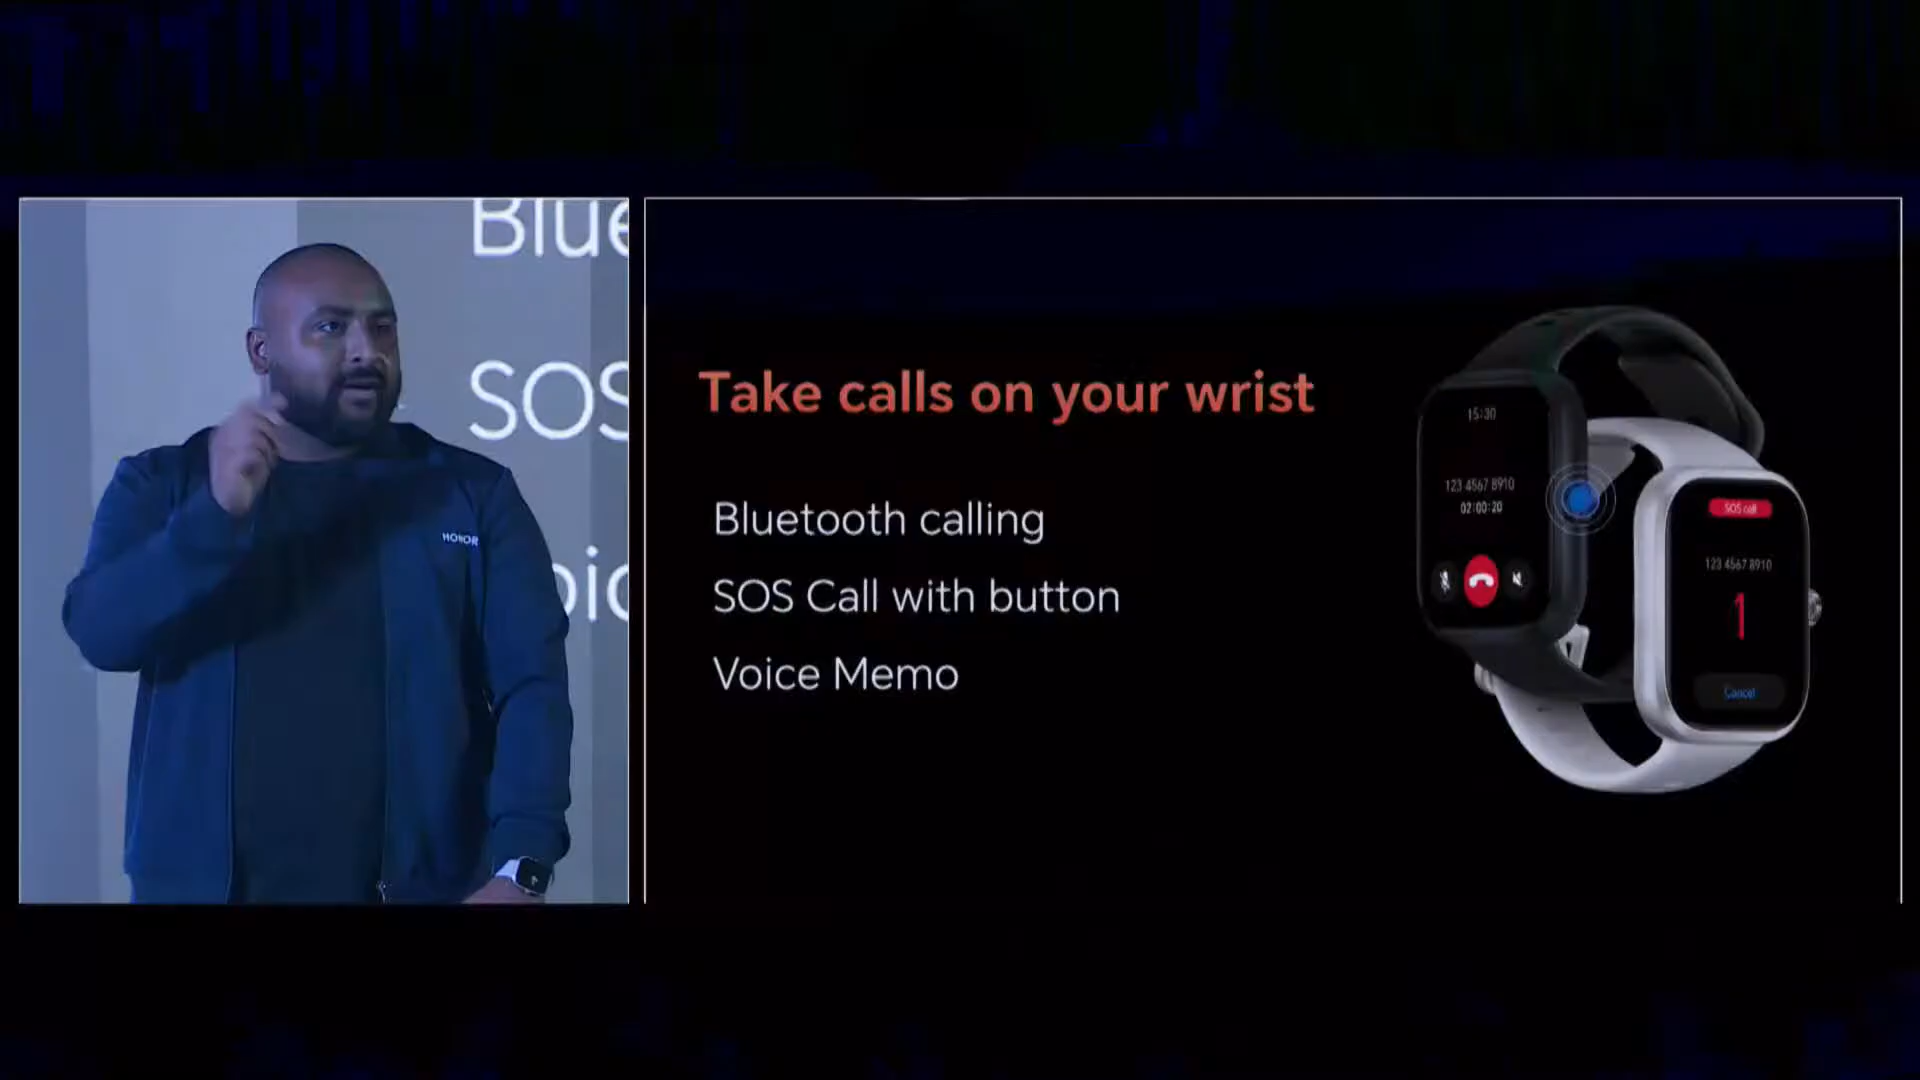 Blue
SOS
oic
HONOR
Take calls on your wrist
Bluetooth calling
SOS Call with button
Voice Memo
15:30
123 4567 8910
02:00:20
SOS call
123 4567 8910
1
Cancel